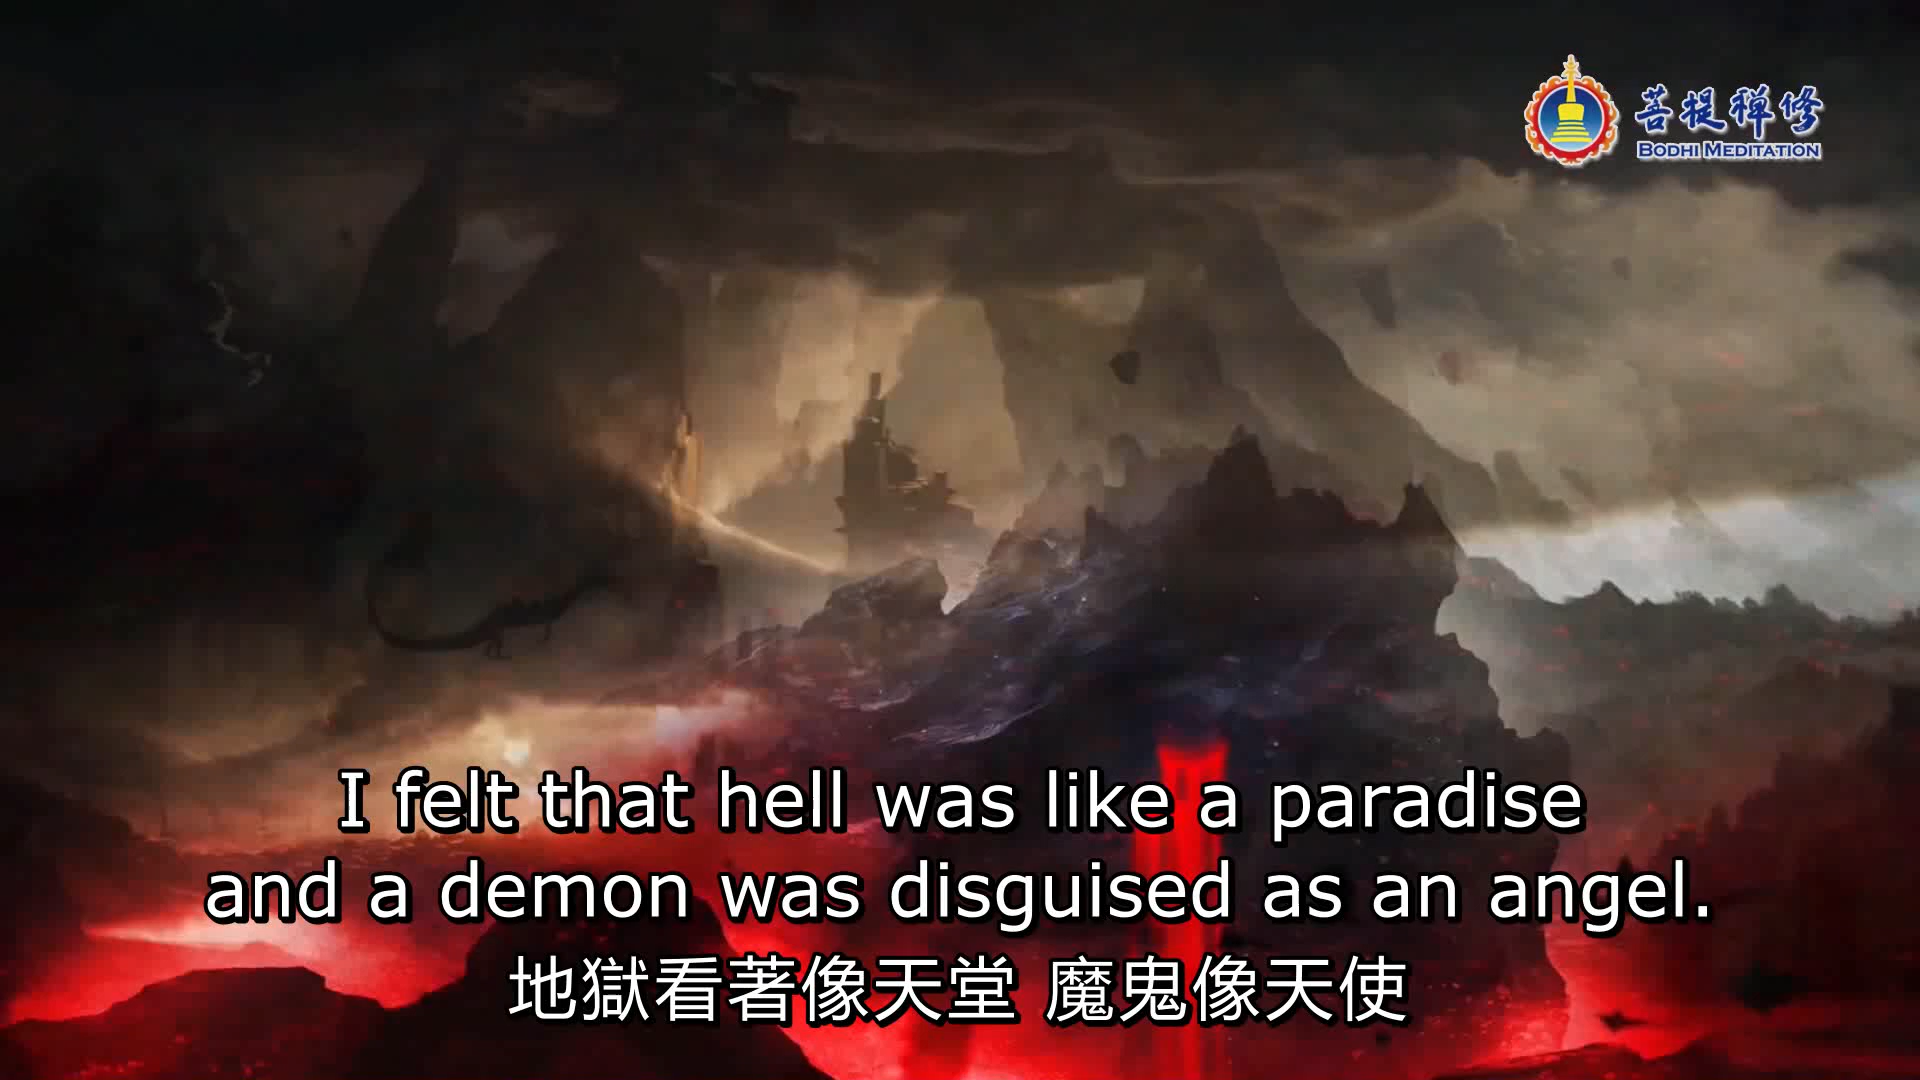 菩提禪修
BODHI MEDITATION
I felt that hell was like a paradise
and a demon was disguised as an angel.
地獄看著像天堂 魔鬼像天使